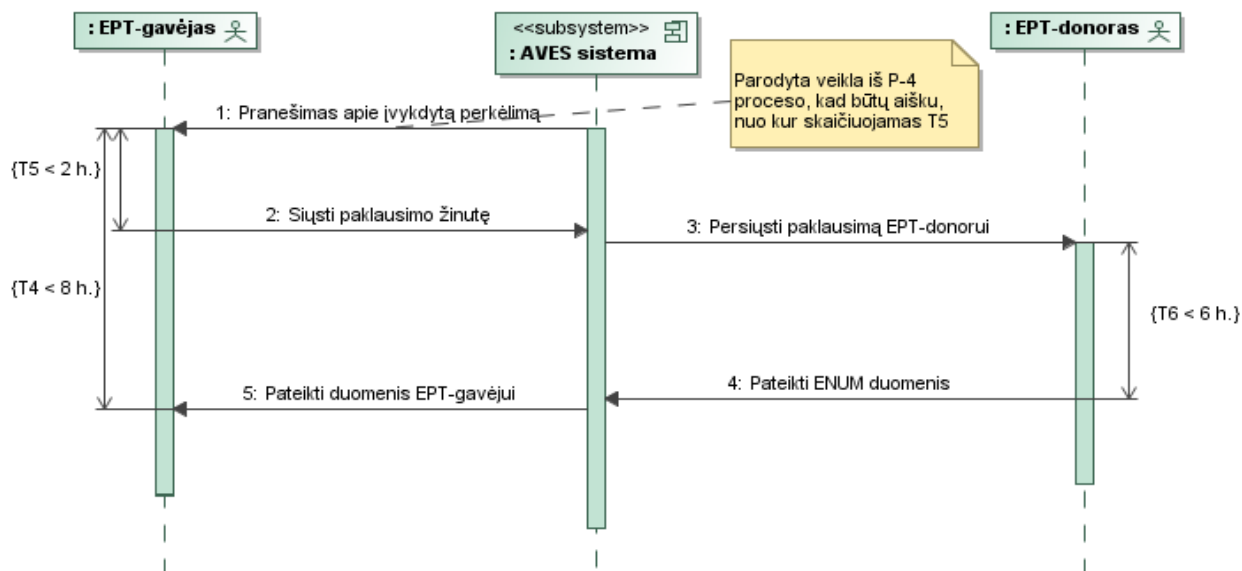 : EPT-gavėjas
<<subsystem>>
: AVES sistema
: EPT-donoras
Parodyta veikla iš P-4
proceso, kad būtų aišku,
nuo kur skaičiuojamas T5
1: Pranešimas apie įvykdytą perkėlimą
{T5 < 2 h.}
2: Siųsti paklausimo žinutę
3: Persiųsti paklausimą EPT-donorui
{T4 < 8 h.}
{T6 < 6 h.}
4: Pateikti ENUM duomenis
5: Pateikti duomenis EPT-gavėjui